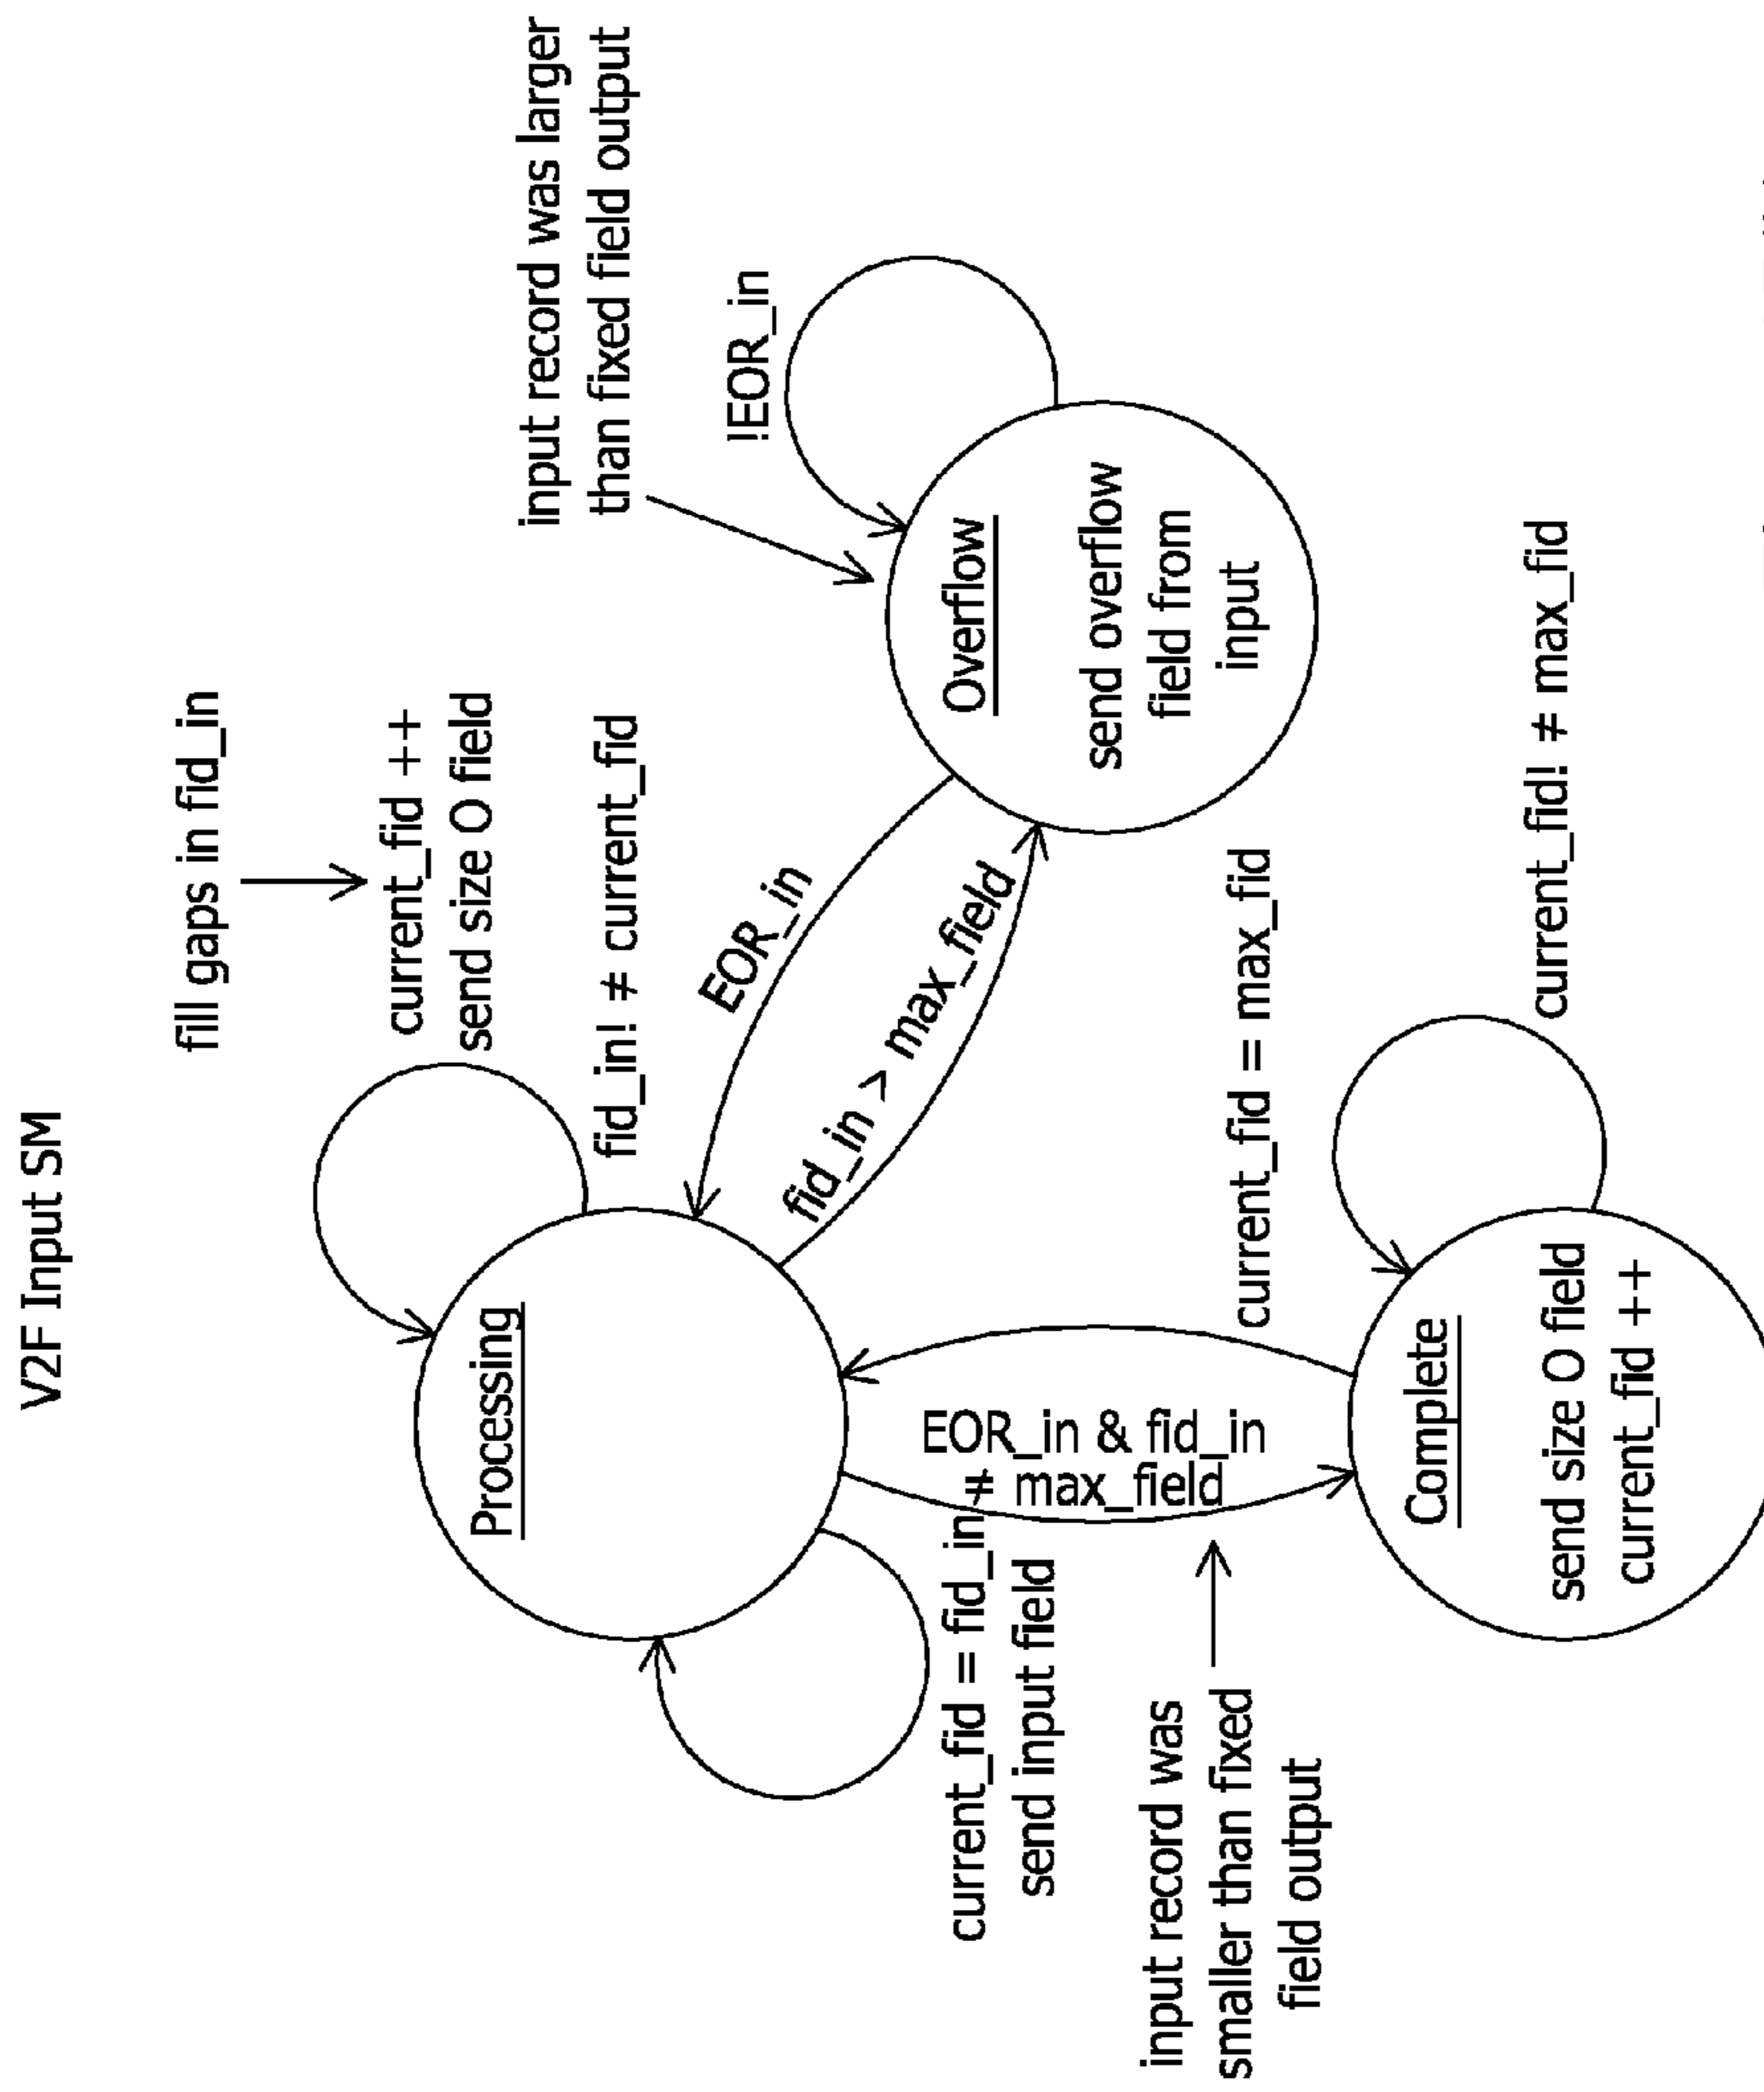 V2F Input SM
fill gaps in fid_in
current_fid ++
send size O field
fid_in! ≠ current_fid
input record was larger
than fixed field output
!EOR_in
Processing
EOR_in
fid_in > max_field
Overflow
send overflow
field from
input
current_fid = fid_in
send input field
EOR_in & fid_in
≠ max_field
current_fid = max_fid
input record was
smaller than fixed
field output
Complete
send size O field
current_fid ++
current_fid! ≠ max_fid